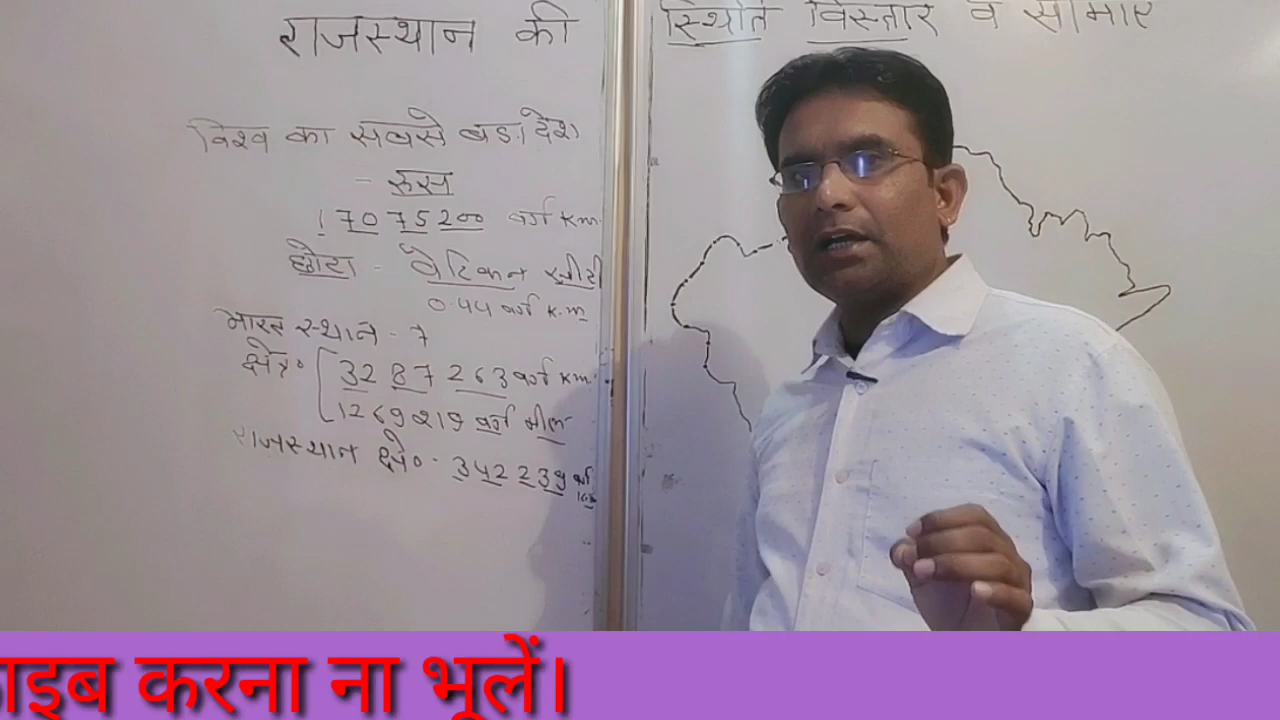 राजस्थान की स्थिति विस्तार व सीमाएं
विश्व का सबसे बड़ा देश
- रूस
17075200 वर्ग Km.
छोटा - वैटिकन सीटी
0.44 वर्ग K.m
भारत स्थान - 7
क्षेत्र० 3287263 वर्ग Km.
1269219 वर्ग मील
राजस्थान क्षे० - 342239 वर्ग
Km
ाइब करना ना भूलें।